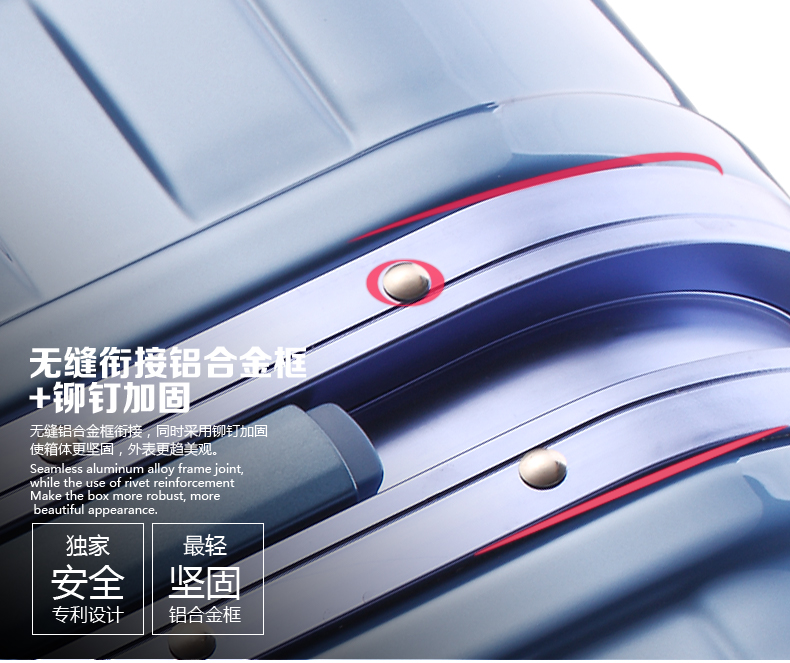 无缝衔接铝合金框
+铆钉加固
无缝铝合金框衔接，同时采用铆钉加固
使箱体更坚固，外表更趋美观。
Seamless aluminum alloy frame joint,
while the use of rivet reinforcement
Make the box more robust, more
beautiful appearance.
独家
安全
专利设计
最轻
坚固
铝合金框